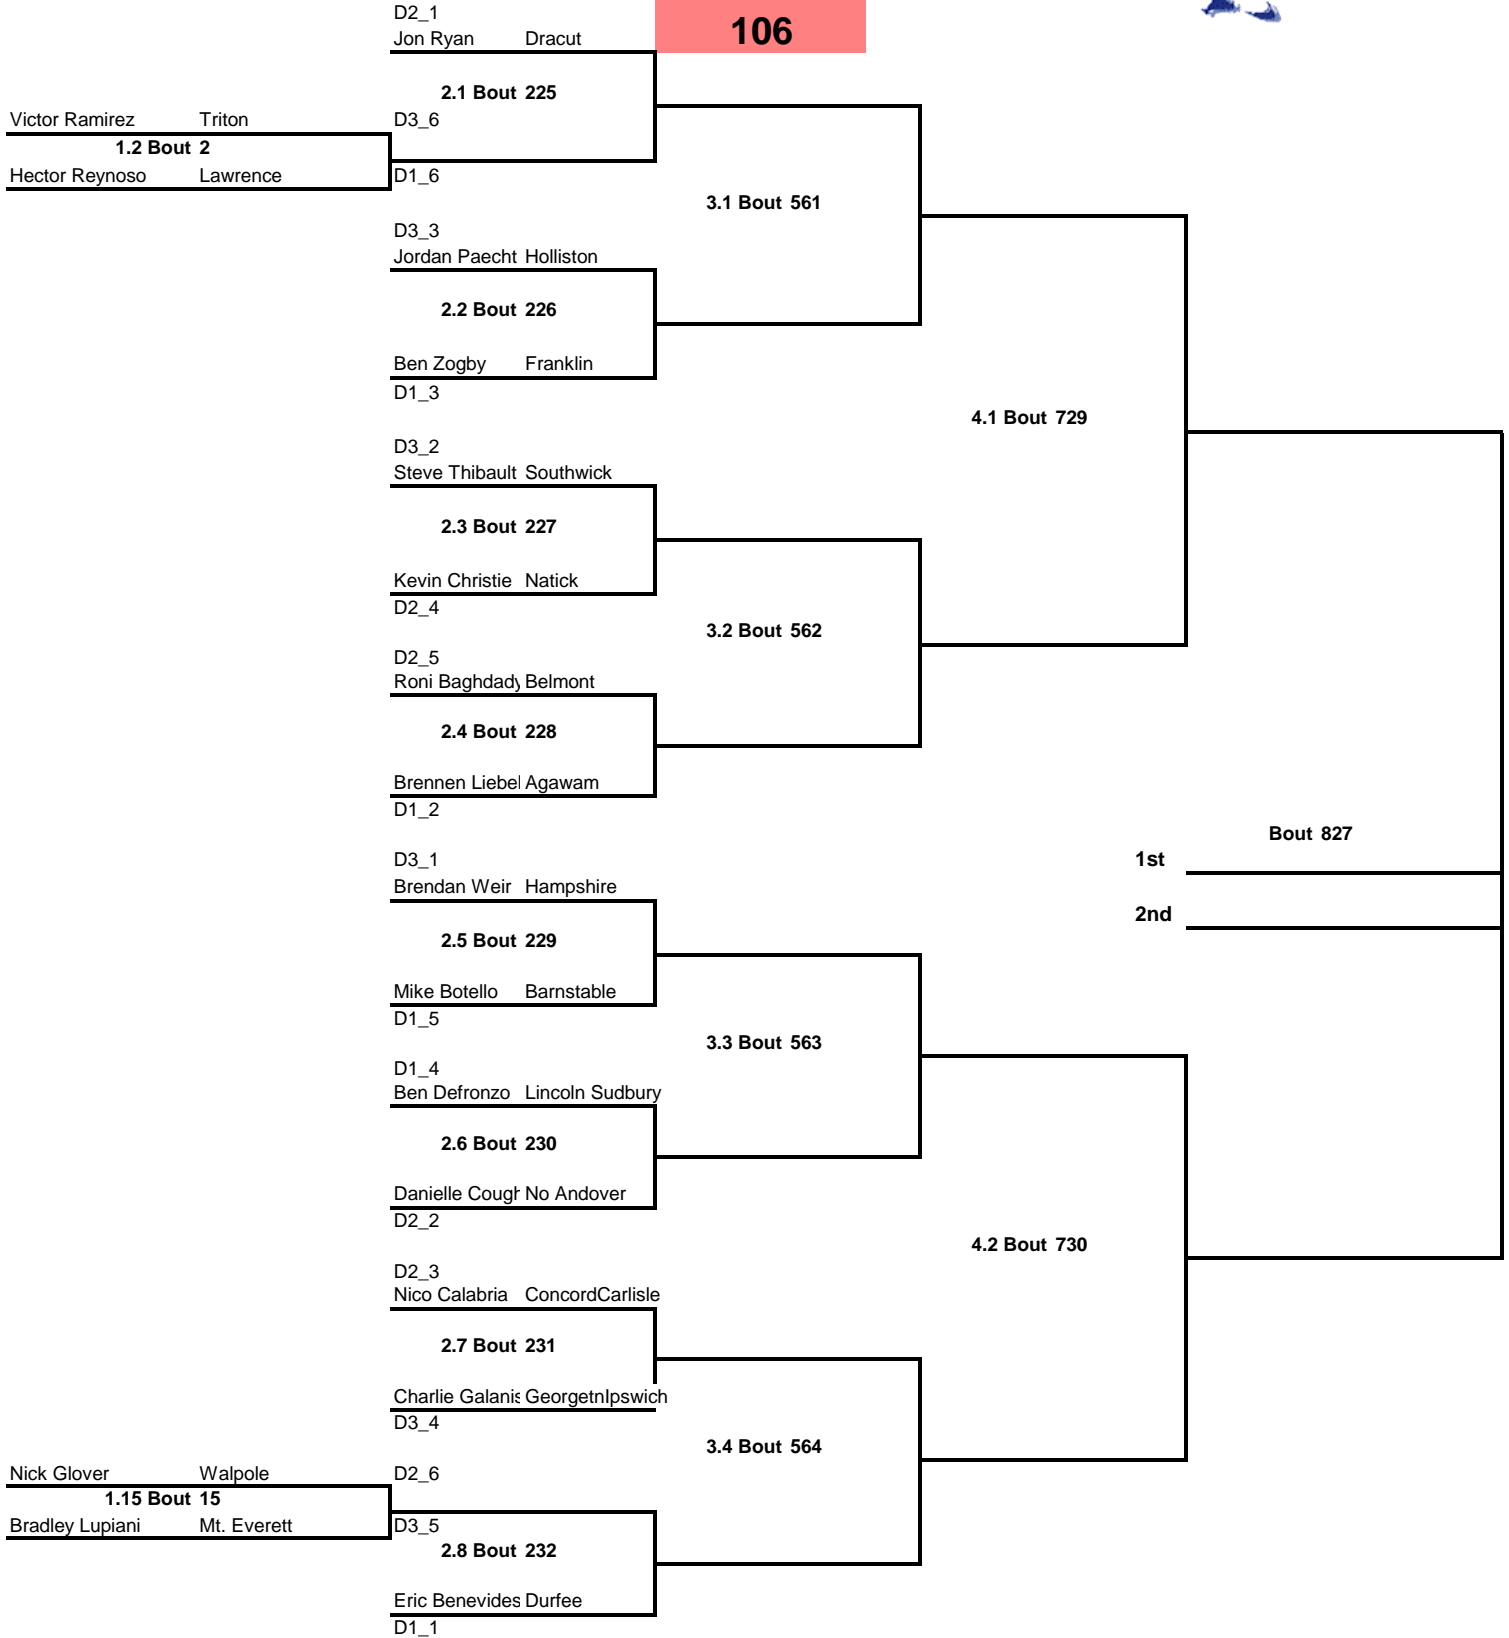 D2_1
106
Jon Ryan Dracut
2.1 Bout 225
Victor Ramirez Triton D3_6
1.2 Bout 2
Hector Reynoso Lawrence D1_6
3.1 Bout 561
D3_3
Jordan Paecht Holliston
2.2 Bout 226
Ben Zogby Franklin
D1_3
4.1 Bout 729
D3_2
Steve Thibault Southwick
2.3 Bout 227
Kevin Christie Natick
D2_4
3.2 Bout 562
D2_5
Roni Baghdady Belmont
2.4 Bout 228
Brennen Liebel Agawam
D1_2
Bout 827
D3_1
1st
Brendan Weir Hampshire
2nd
2.5 Bout 229
Mike Botello Barnstable
D1_5
3.3 Bout 563
D1_4
Ben Defronzo Lincoln Sudbury
2.6 Bout 230
Danielle Cough No Andover
D2_2
4.2 Bout 730
D2_3
Nico Calabria ConcordCarlisle
2.7 Bout 231
Charlie Galanis GeorgetnIpswich
D3_4
3.4 Bout 564
Nick Glover Walpole D2_6
1.15 Bout 15
Bradley Lupiani Mt. Everett D3_5
2.8 Bout 232
Eric Benevides Durfee
D1_1